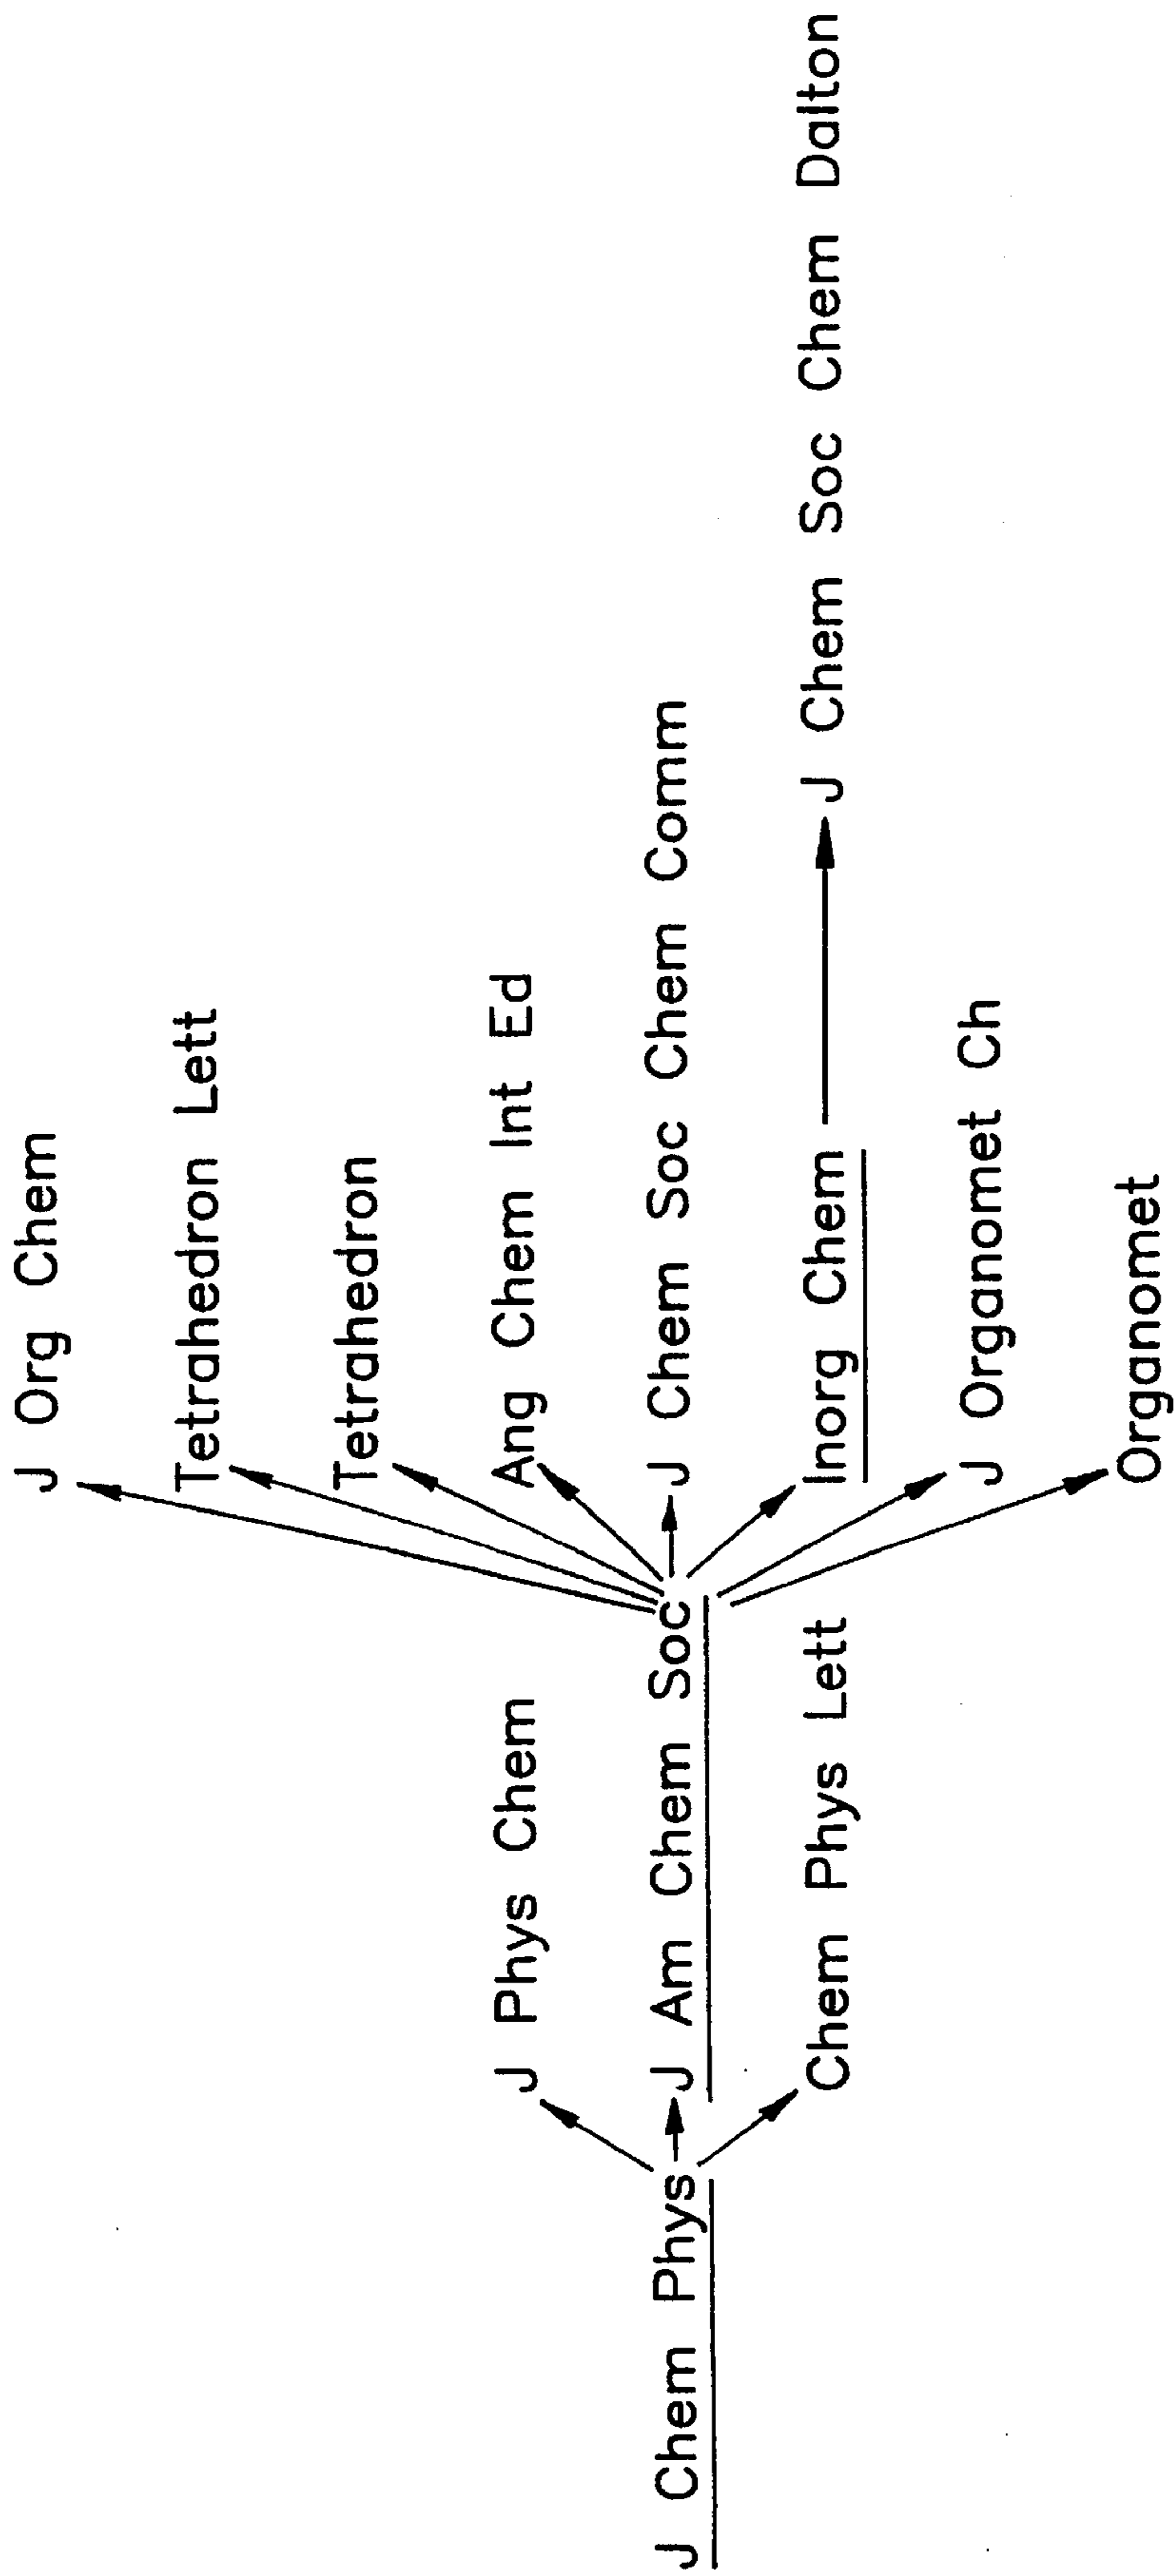 J Org Chem
Tetrahedron Lett
Tetrahedron
J Phys Chem
Ang Chem Int Ed
J Chem Phys
J Am Chem Soc
J Chem Soc Chem Comm
Chem Phys Lett
Inorg Chem
J Chem Soc Chem Dalton
J Organomet Ch
Organomet